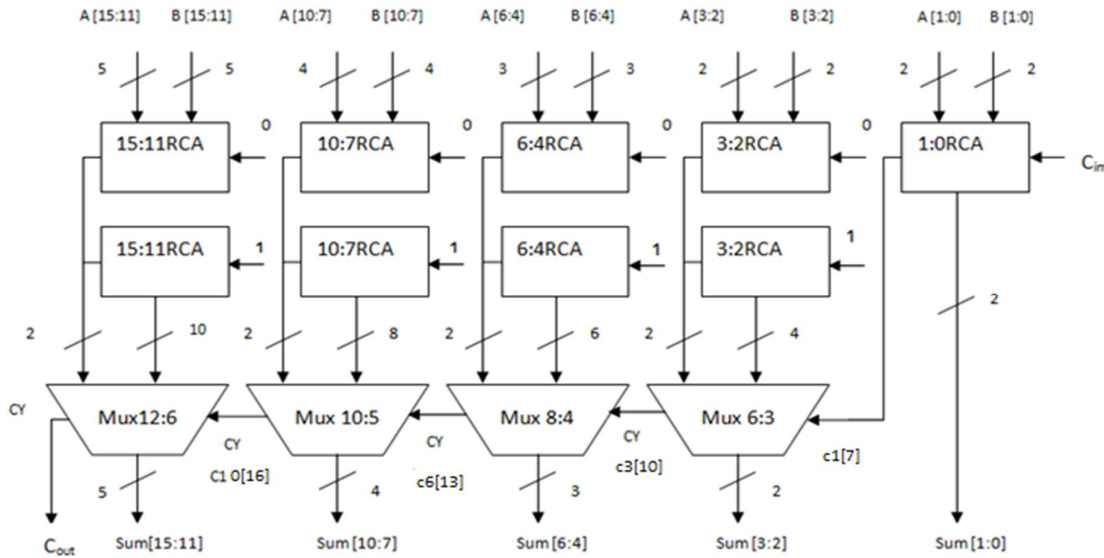 A [15:11] B [15:11] A [10:7] B [10:7] A [6:4] B [6:4] A [3:2] B [3:2] A [1:0] B [1:0]
5 5 4 4 3 3 2 2 2 2
0 0 0 0
15:11RCA 10:7RCA 6:4RCA 3:2RCA 1:0RCA
Cin
1 1 1 1
15:11RCA 10:7RCA 6:4RCA 3:2RCA
2 10 2 8 2 6 2 4 2
CY Mux12:6 Mux 10:5 Mux 8:4 Mux 6:3
CY CY CY
C1 0[16] c6[13] c3[10] c1[7]
5 4 3 2
Cout Sum[15:11] Sum[10:7] Sum[6:4] Sum[3:2] Sum[1:0]